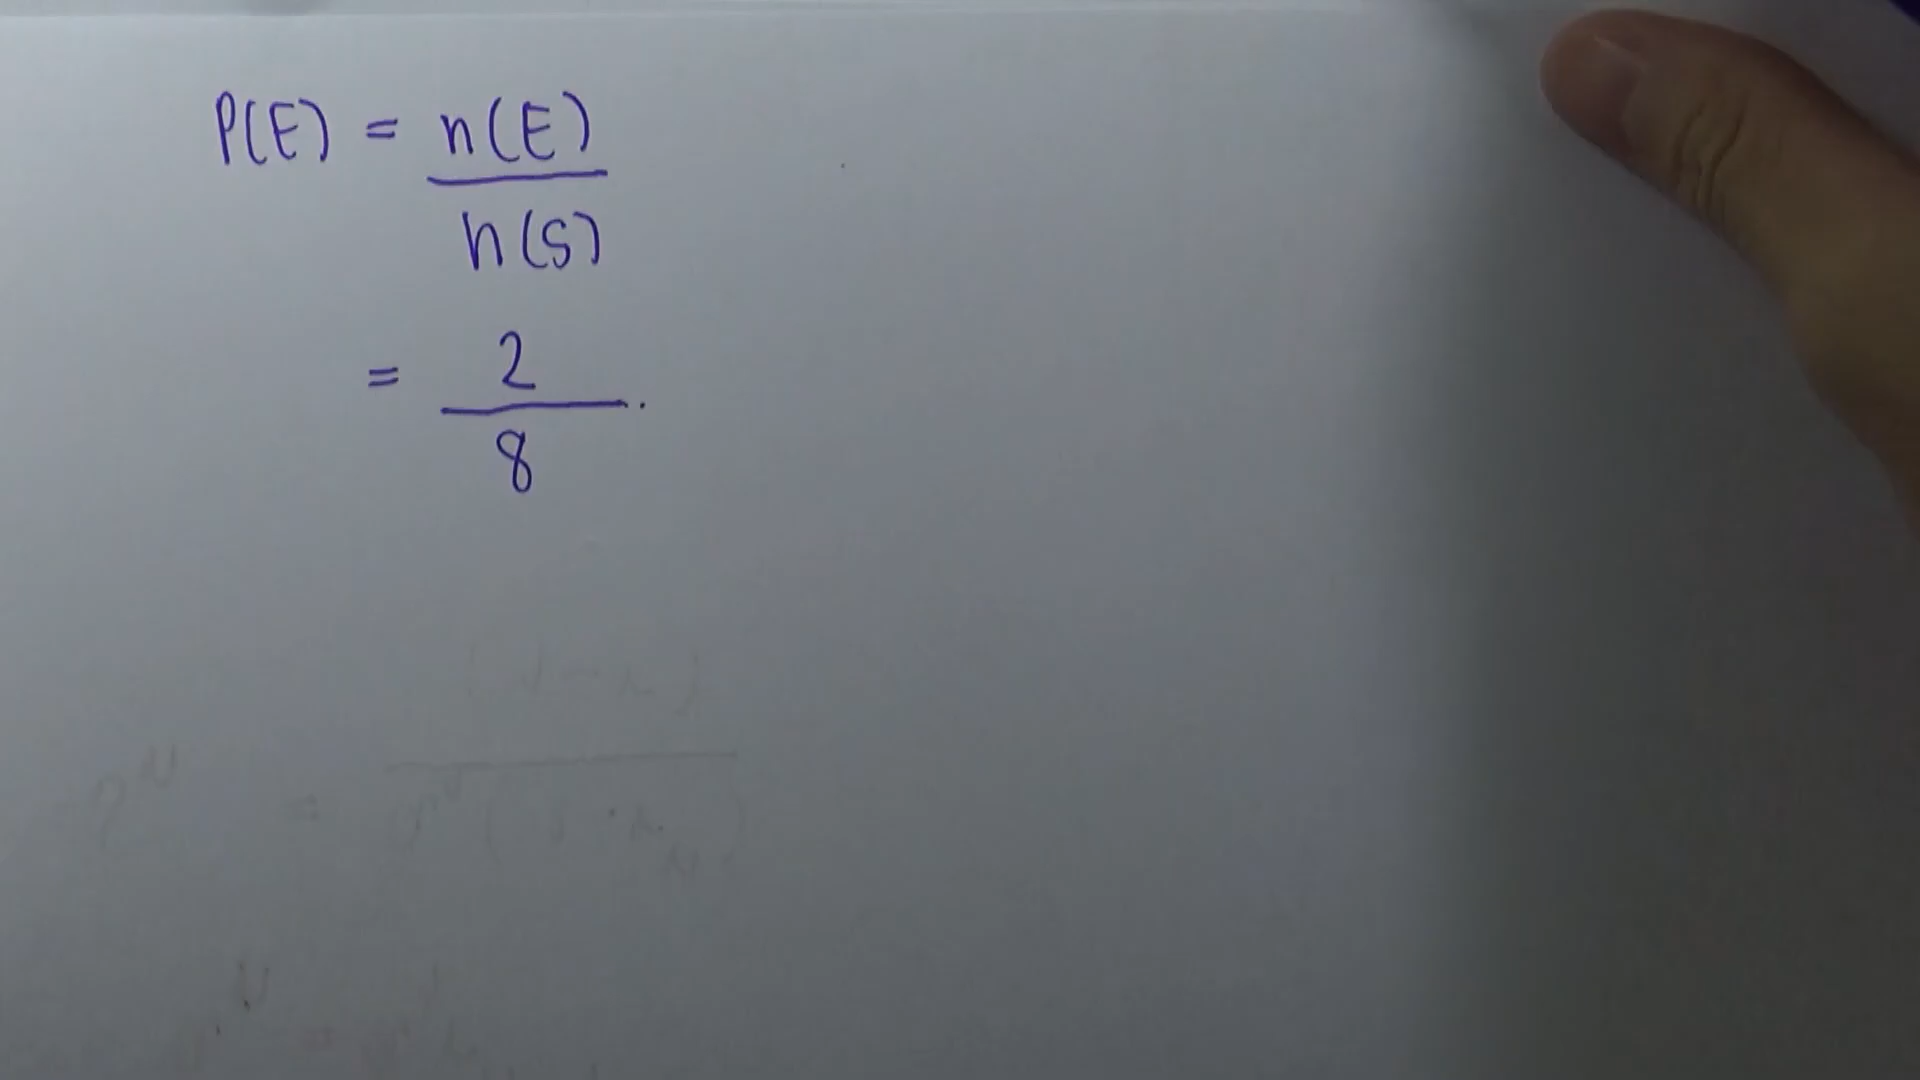 P(E) = n(E)
n(S)
= 2
8